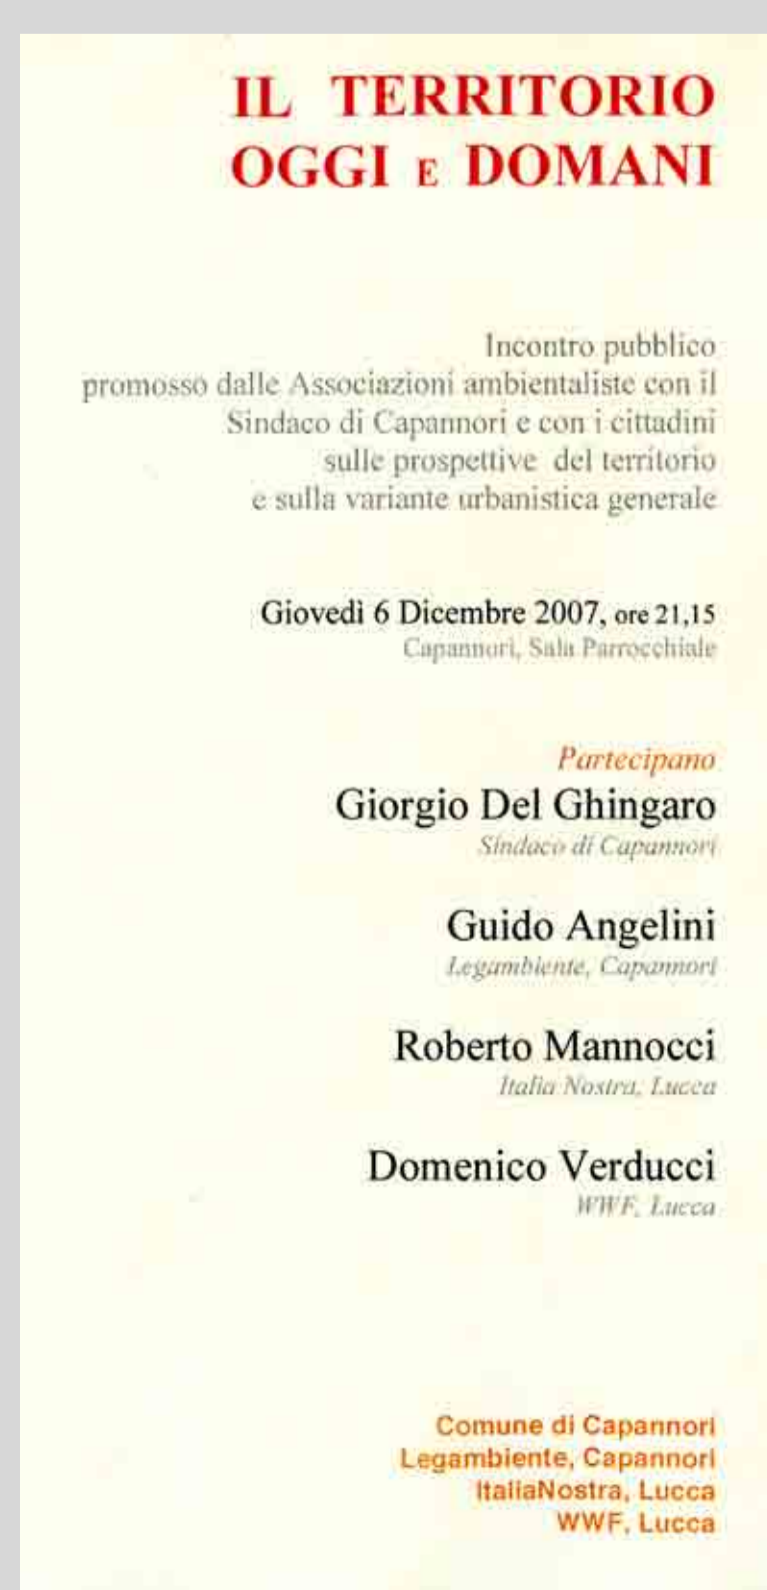 IL TERRITORIO
OGGI E DOMANI
Incontro pubblico
promosso dalle Associazioni ambientaliste con il
Sindaco di Capannori e con i cittadini
sulle prospettive del territorio
e sulla variante urbanistica generale
Giovedì 6 Dicembre 2007, ore 21,15
Capannori, Sala Parrocchiale
Partecipano
Giorgio Del Ghingaro
Sindaco di Capannori
Guido Angelini
Legambiente, Capannori
Roberto Mannocci
Italia Nostra, Lucca
Domenico Verducci
WWF, Lucca
Comune di Capannori
Legambiente, Capannori
ItaliaNostra, Lucca
WWF, Lucca